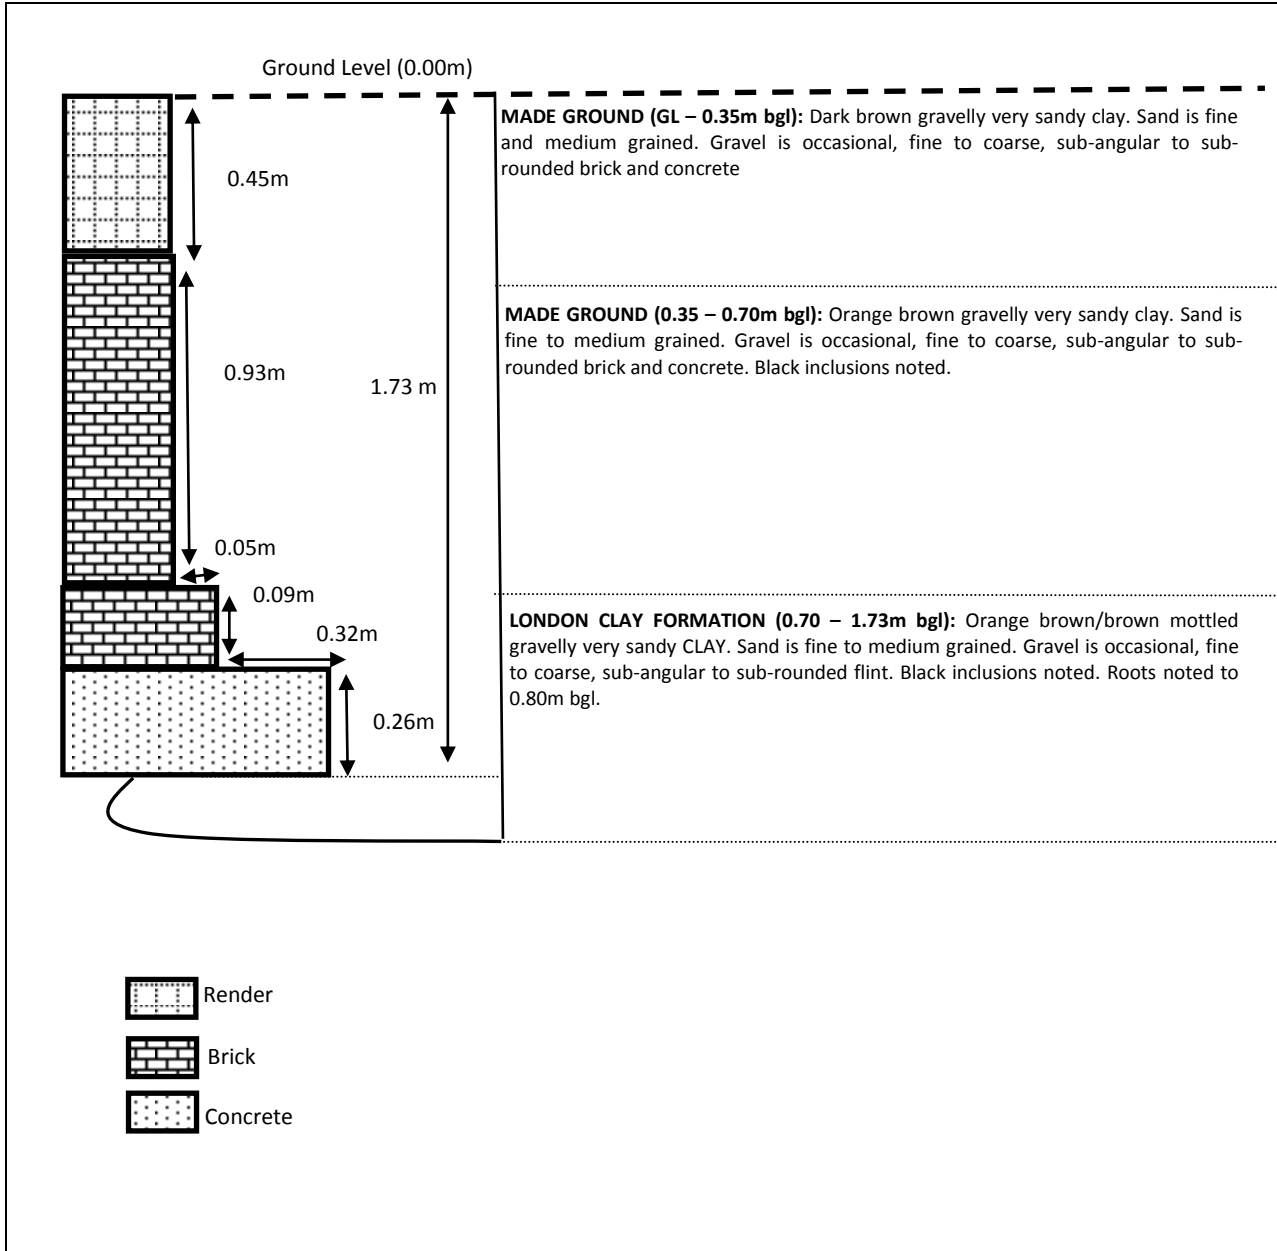 Ground Level (0.00m)
MADE GROUND (GL – 0.35m bgl): Dark brown gravelly very sandy clay. Sand is fine
and medium grained. Gravel is occasional, fine to coarse, sub-angular to sub-
rounded brick and concrete
0.45m
MADE GROUND (0.35 – 0.70m bgl): Orange brown gravelly very sandy clay. Sand is
fine to medium grained. Gravel is occasional, fine to coarse, sub-angular to sub-
rounded brick and concrete. Black inclusions noted.
0.93m
1.73 m
0.05m
0.09m
0.32m
LONDON CLAY FORMATION (0.70 – 1.73m bgl): Orange brown/brown mottled
gravelly very sandy CLAY. Sand is fine to medium grained. Gravel is occasional, fine
to coarse, sub-angular to sub-rounded flint. Black inclusions noted. Roots noted to
0.80m bgl.
0.26m
Render
Brick
Concrete